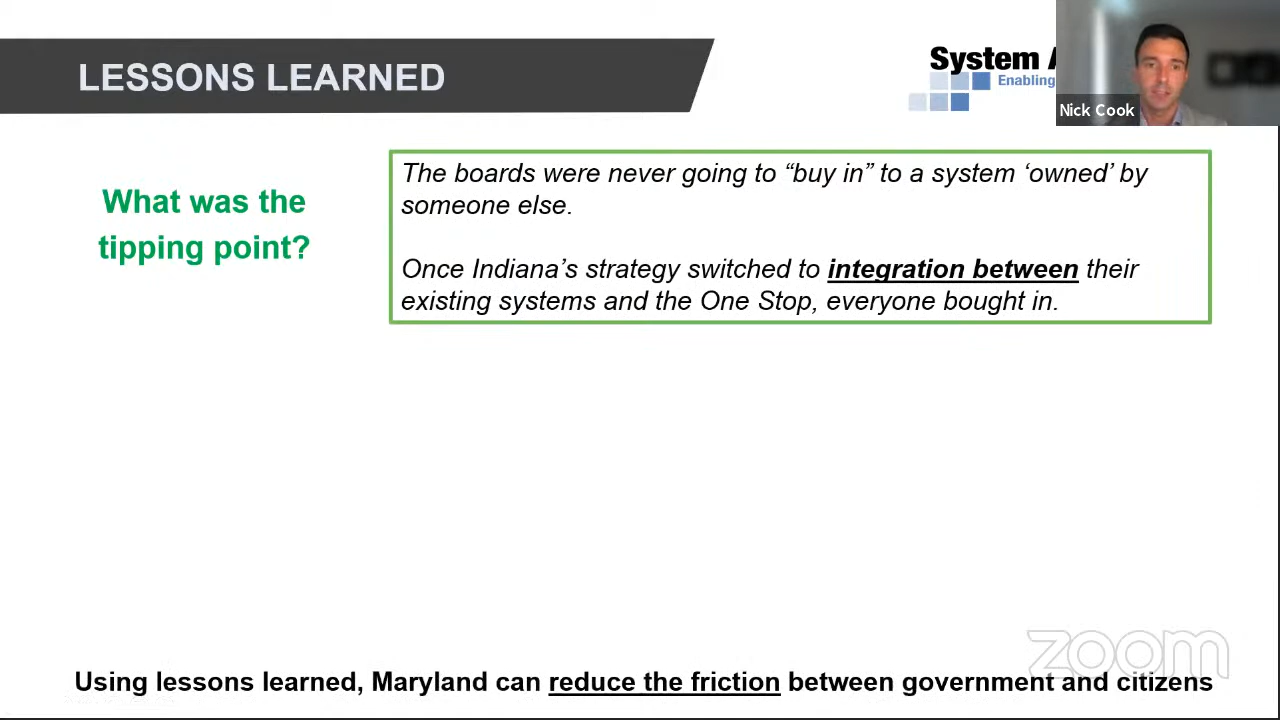 LESSONS LEARNED
System
Enabling
Nick Cook
What was the
tipping point?
The boards were never going to “buy in” to a system ‘owned’ by
someone else.
Once Indiana’s strategy switched to integration between their
existing systems and the One Stop, everyone bought in.
zoom
Using lessons learned, Maryland can reduce the friction between government and citizens